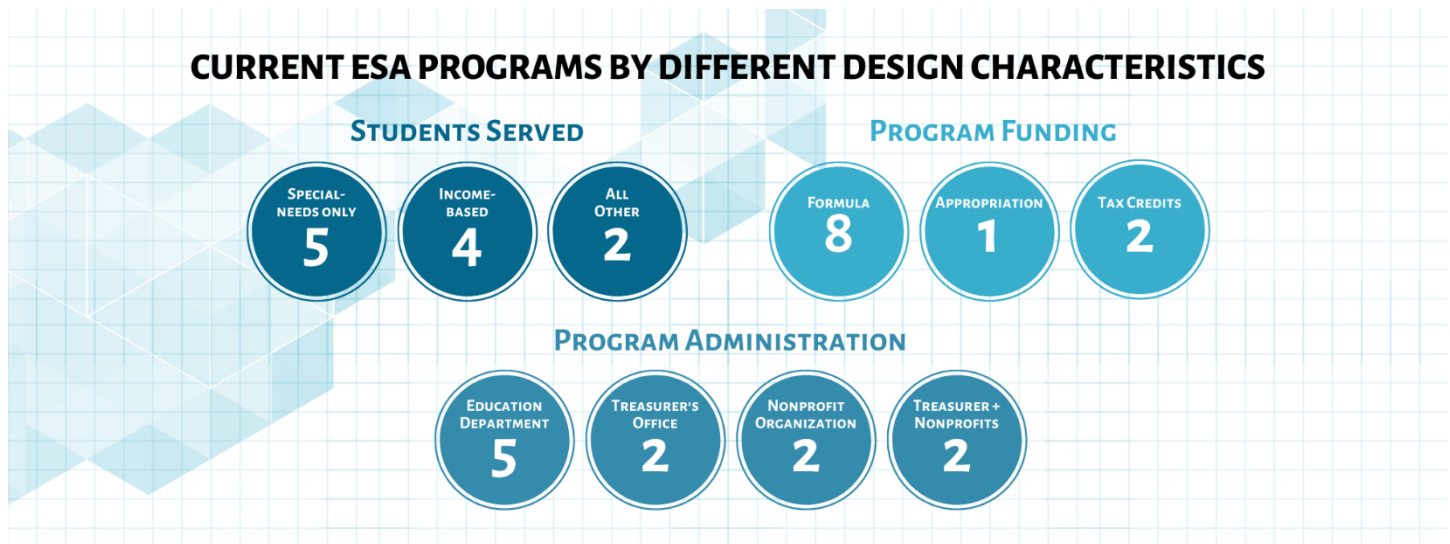 CURRENT ESA PROGRAMS BY DIFFERENT DESIGN CHARACTERISTICS
STUDENTS SERVED
SPECIAL-
NEEDS ONLY
5
INCOME-
BASED
4
ALL
OTHER
2
PROGRAM FUNDING
FORMULA
8
APPROPRIATION
1
TAX CREDITS
2
PROGRAM ADMINISTRATION
EDUCATION
DEPARTMENT
5
TREASURER'S
OFFICE
2
NONPROFIT
ORGANIZATION
2
TREASURER +
NONPROFITS
2